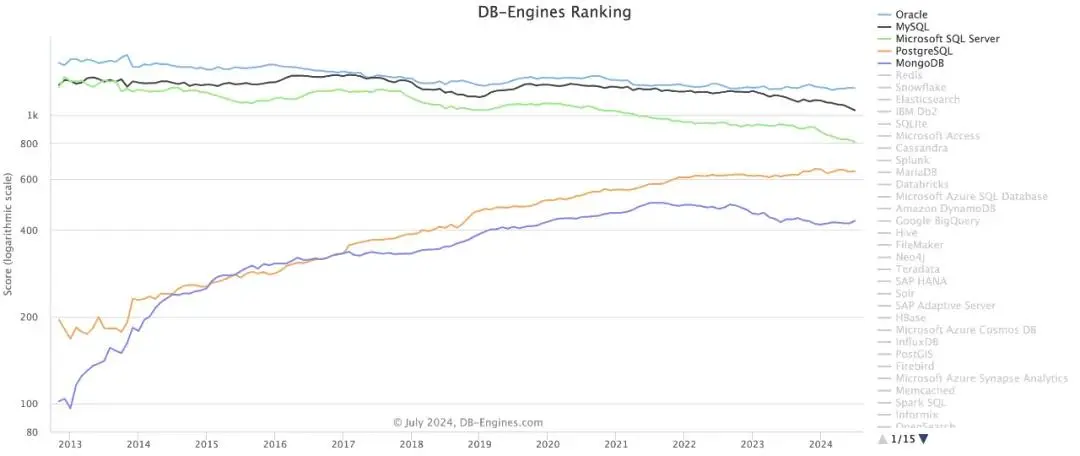 DB-Engines Ranking
Score (logarithmic scale)
1k
800
600
400
200
100
80
2013 2014 2015 2016 2017 2018 2019 2020 2021 2022 2023 2024
© July 2024, DB-Engines.com
Oracle
MySQL
Microsoft SQL Server
PostgreSQL
MongoDB
Redis
Snowflake
Elasticsearch
IBM Db2
SQLite
Microsoft Access
Cassandra
Splunk
MariaDB
Databricks
Microsoft Azure SQL Database
Amazon DynamoDB
Google BigQuery
Hive
FileMaker
Neo4j
Teradata
SAP HANA
Solr
SAP Adaptive Server
HBase
Microsoft Azure Cosmos DB
InfluxDB
PostGIS
Firebird
Microsoft Azure Synapse Analytics
Memcached
Spark SQL
Informix
OpenSearch
1/15